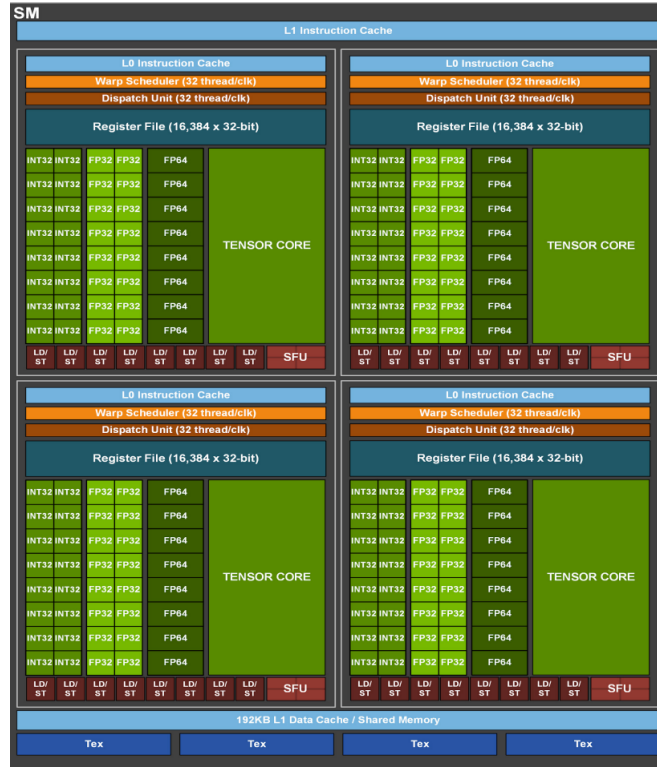 SM
L1 Instruction Cache
L0 Instruction Cache
Warp Scheduler (32 thread/clk)
Dispatch Unit (32 thread/clk)
Register File (16,384 x 32-bit)
INT32 INT32 FP32 FP32 FP64
INT32 INT32 FP32 FP32 FP64
INT32 INT32 FP32 FP32 FP64
INT32 INT32 FP32 FP32 FP64
TENSOR CORE
INT32 INT32 FP32 FP32 FP64
INT32 INT32 FP32 FP32 FP64
INT32 INT32 FP32 FP32 FP64
INT32 INT32 FP32 FP32 FP64
LD/ LD/ LD/ LD/ LD/ LD/ LD/ LD/ SFU
ST ST ST ST ST ST ST ST
L0 Instruction Cache
Warp Scheduler (32 thread/clk)
Dispatch Unit (32 thread/clk)
Register File (16,384 x 32-bit)
INT32 INT32 FP32 FP32 FP64
INT32 INT32 FP32 FP32 FP64
INT32 INT32 FP32 FP32 FP64
INT32 INT32 FP32 FP32 FP64
TENSOR CORE
INT32 INT32 FP32 FP32 FP64
INT32 INT32 FP32 FP32 FP64
INT32 INT32 FP32 FP32 FP64
INT32 INT32 FP32 FP32 FP64
LD/ LD/ LD/ LD/ LD/ LD/ LD/ LD/ SFU
ST ST ST ST ST ST ST ST
L0 Instruction Cache
Warp Scheduler (32 thread/clk)
Dispatch Unit (32 thread/clk)
Register File (16,384 x 32-bit)
INT32 INT32 FP32 FP32 FP64
INT32 INT32 FP32 FP32 FP64
INT32 INT32 FP32 FP32 FP64
INT32 INT32 FP32 FP32 FP64
TENSOR CORE
INT32 INT32 FP32 FP32 FP64
INT32 INT32 FP32 FP32 FP64
INT32 INT32 FP32 FP32 FP64
INT32 INT32 FP32 FP32 FP64
LD/ LD/ LD/ LD/ LD/ LD/ LD/ LD/ SFU
ST ST ST ST ST ST ST ST
L0 Instruction Cache
Warp Scheduler (32 thread/clk)
Dispatch Unit (32 thread/clk)
Register File (16,384 x 32-bit)
INT32 INT32 FP32 FP32 FP64
INT32 INT32 FP32 FP32 FP64
INT32 INT32 FP32 FP32 FP64
INT32 INT32 FP32 FP32 FP64
TENSOR CORE
INT32 INT32 FP32 FP32 FP64
INT32 INT32 FP32 FP32 FP64
INT32 INT32 FP32 FP32 FP64
INT32 INT32 FP32 FP32 FP64
LD/ LD/ LD/ LD/ LD/ LD/ LD/ LD/ SFU
ST ST ST ST ST ST ST ST
192KB L1 Data Cache / Shared Memory
Tex Tex Tex Tex